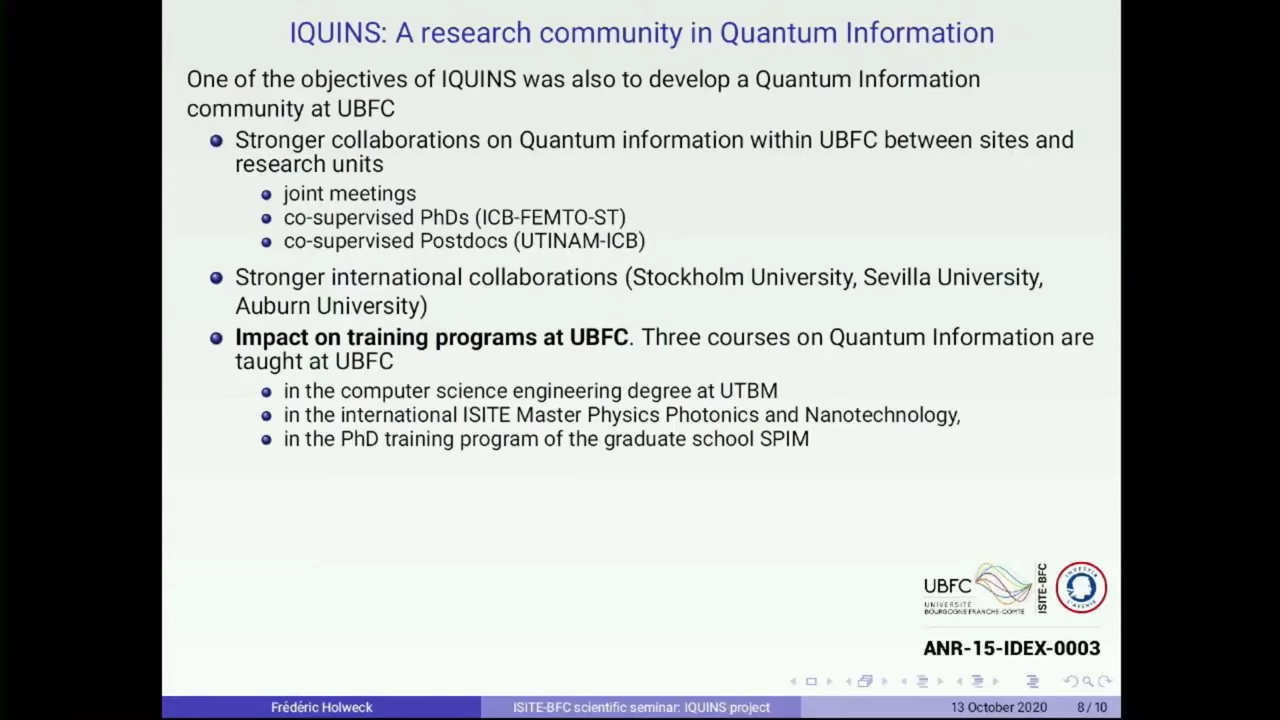 IQUINS: A research community in Quantum Information
One of the objectives of IQUINS was also to develop a Quantum Information
community at UBFC
Stronger collaborations on Quantum information within UBFC between sites and
research units
joint meetings
co-supervised PhDs (ICB-FEMTO-ST)
co-supervised Postdocs (UTINAM-ICB)
Stronger international collaborations (Stockholm University, Sevilla University,
Auburn University)
Impact on training programs at UBFC. Three courses on Quantum Information are
taught at UBFC
in the computer science engineering degree at UTBM
in the international ISITE Master Physics Photonics and Nanotechnology,
in the PhD training program of the graduate school SPIM
UBFC
UNIVERSITÉ
BOURGOGNE FRANCHE-COMTÉ
ISITE-BFC
ANR-15-IDEX-0003
Frédéric Holweck
ISITE-BFC scientific seminar: IQUINS project
13 October 2020
8 / 10